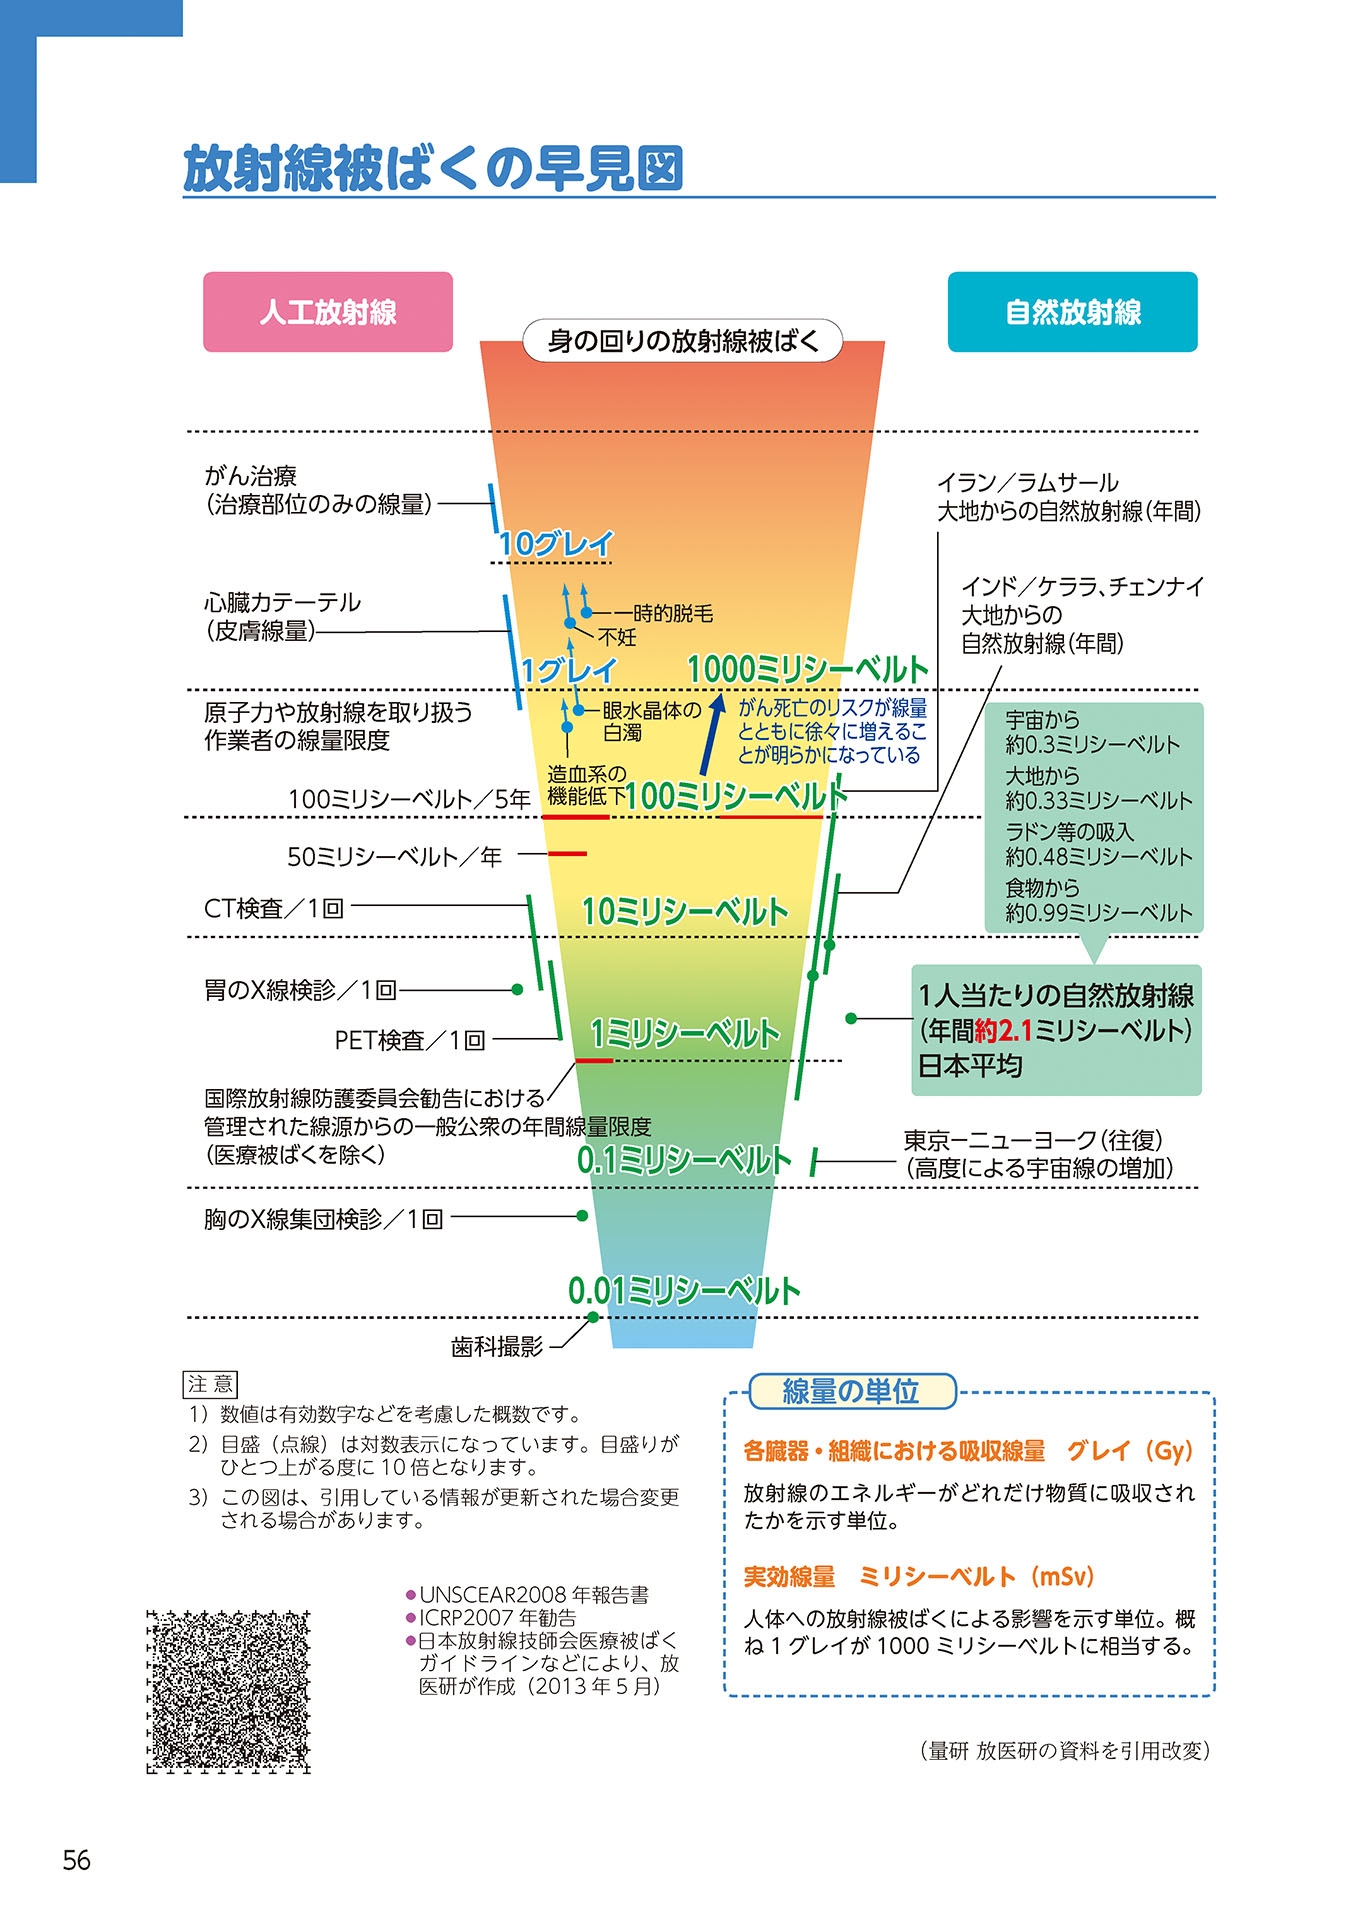 放射線被ばくの早見図
人工放射線
自然放射線
身の回りの放射線被ばく
がん治療
（治療部位のみの線量）
10グレイ
心臓カテーテル
（皮膚線量）
一時的脱毛
不妊
1グレイ
1000ミリシーベルト
イラン／ラムサール
大地からの自然放射線（年間）
インド／ケララ、チェンナイ
大地からの
自然放射線（年間）
原子力や放射線を取り扱う
作業者の線量限度
眼水晶体の
白濁
がん死亡のリスクが線量
とともに徐々に増えるこ
とが明らかになっている
造血系の
機能低下
100ミリシーベルト／5年
100ミリシーベルト
50ミリシーベルト／年
CT検査／1回
10ミリシーベルト
宇宙から
約0.3ミリシーベルト
大地から
約0.33ミリシーベルト
ラドン等の吸入
約0.48ミリシーベルト
食物から
約0.99ミリシーベルト
胃のX線検診／1回
PET検査／1回
1ミリシーベルト
1人当たりの自然放射線
（年間約2.1ミリシーベルト）
日本平均
国際放射線防護委員会勧告における
管理された線源からの一般公衆の年間線量限度
（医療被ばくを除く）
0.1ミリシーベルト
東京ーニューヨーク（往復）
（高度による宇宙線の増加）
胸のX線集団検診／1回
0.01ミリシーベルト
歯科撮影
注 意
1）数値は有効数字などを考慮した概数です。
2）目盛（点線）は対数表示になっています。目盛りが
ひとつ上がる度に 10 倍となります。
3）この図は、引用している情報が更新された場合変更
される場合があります。
●UNSCEAR2008 年報告書
●ICRP2007 年勧告
●日本放射線技師会医療被ばく
ガイドラインなどにより、放
医研が作成（2013 年 5 月）
線量の単位
各臓器・組織における吸収線量　グレイ（Gy）
放射線のエネルギーがどれだけ物質に吸収され
たかを示す単位。
実効線量　ミリシーベルト（mSv）
人体への放射線被ばくによる影響を示す単位。概
ね 1 グレイが 1000 ミリシーベルトに相当する。
（量研 放医研の資料を引用改変）
56